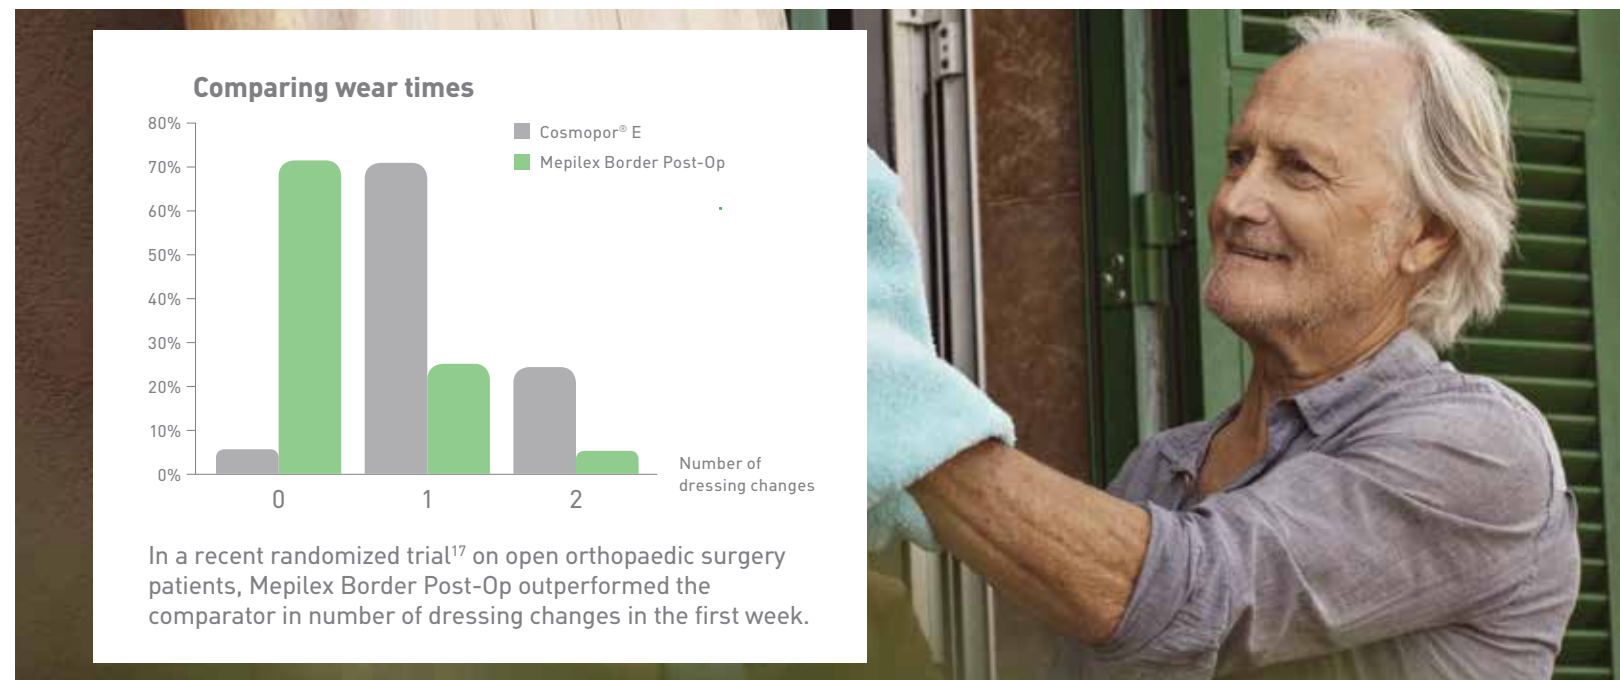 Comparing wear times
80%
70%
60%
50%
40%
30%
20%
10%
0%
Cosmopor® E
Mepilex Border Post-Op
0
1
2
Number of
dressing changes
In a recent randomized trial¹⁷ on open orthopaedic surgery
patients, Mepilex Border Post-Op outperformed the
comparator in number of dressing changes in the first week.